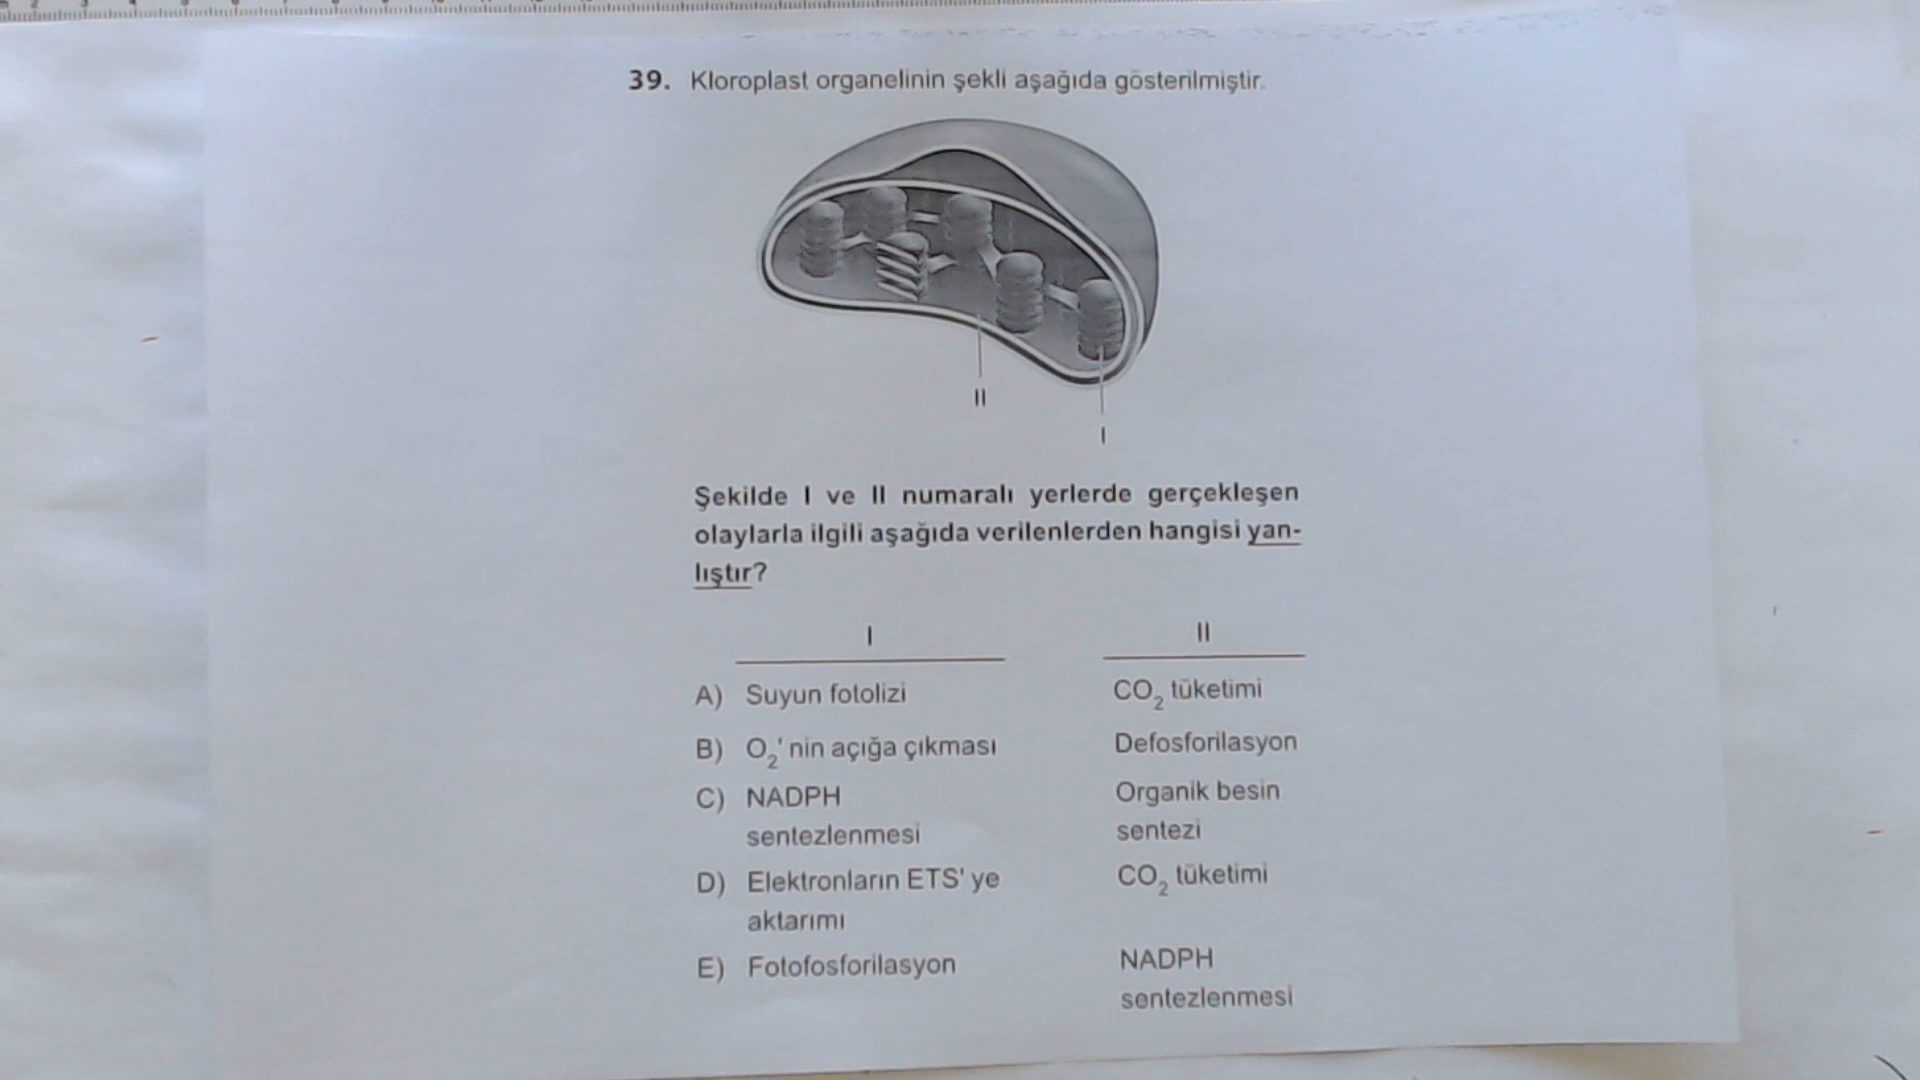 39. Kloroplast organelinin şekli aşağıda gösterilmiştir.
II
I
Şekilde I ve II numaralı yerlerde gerçekleşen
olaylarla ilgili aşağıda verilenlerden hangisi yan-
lıştır?
I II
A) Suyun fotolizi CO₂ tüketimi
B) O₂' nin açığa çıkması Defosforilasyon
C) NADPH Organik besin
sentezlenmesi sentezi
D) Elektronların ETS' ye CO₂ tüketimi
aktarımı
E) Fotofosforilasyon NADPH
sentezlenmesi